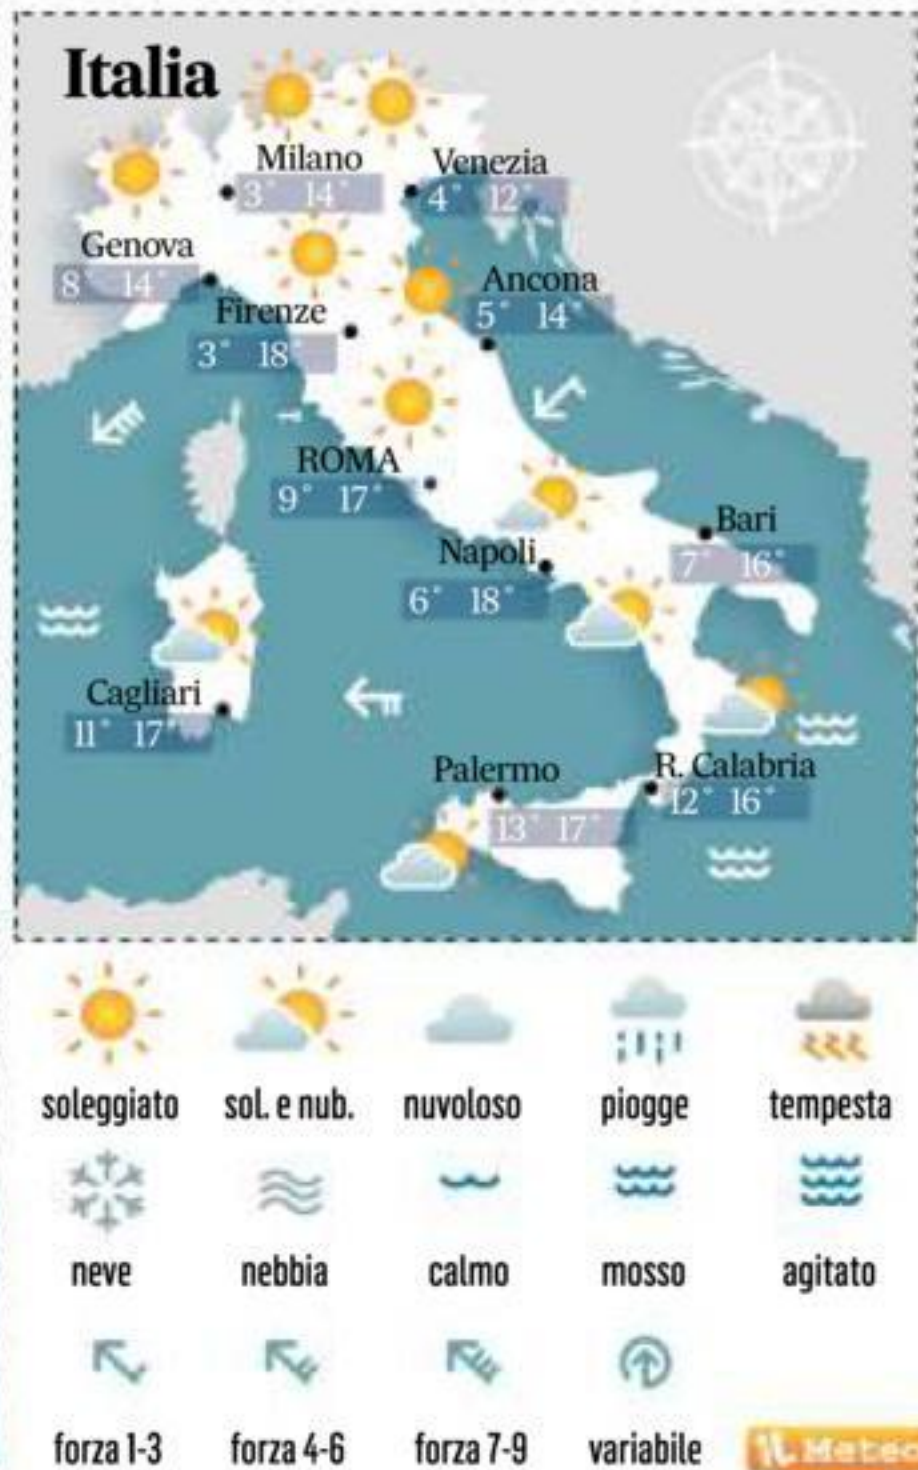 Italia
Milano
3° 14°
Venezia
4° 12°
Genova
8° 14°
Firenze
3° 18°
Ancona
5° 14°
ROMA
9° 17°
Napoli
6° 18°
Bari
7° 16°
Cagliari
11° 17°
Palermo
13° 17°
R. Calabria
12° 16°
soleggiato sol. e nub. nuvoloso piogge tempesta
neve nebbia calmo mosso agitato
forza 1-3 forza 4-6 forza 7-9 variabile
iL Meteo